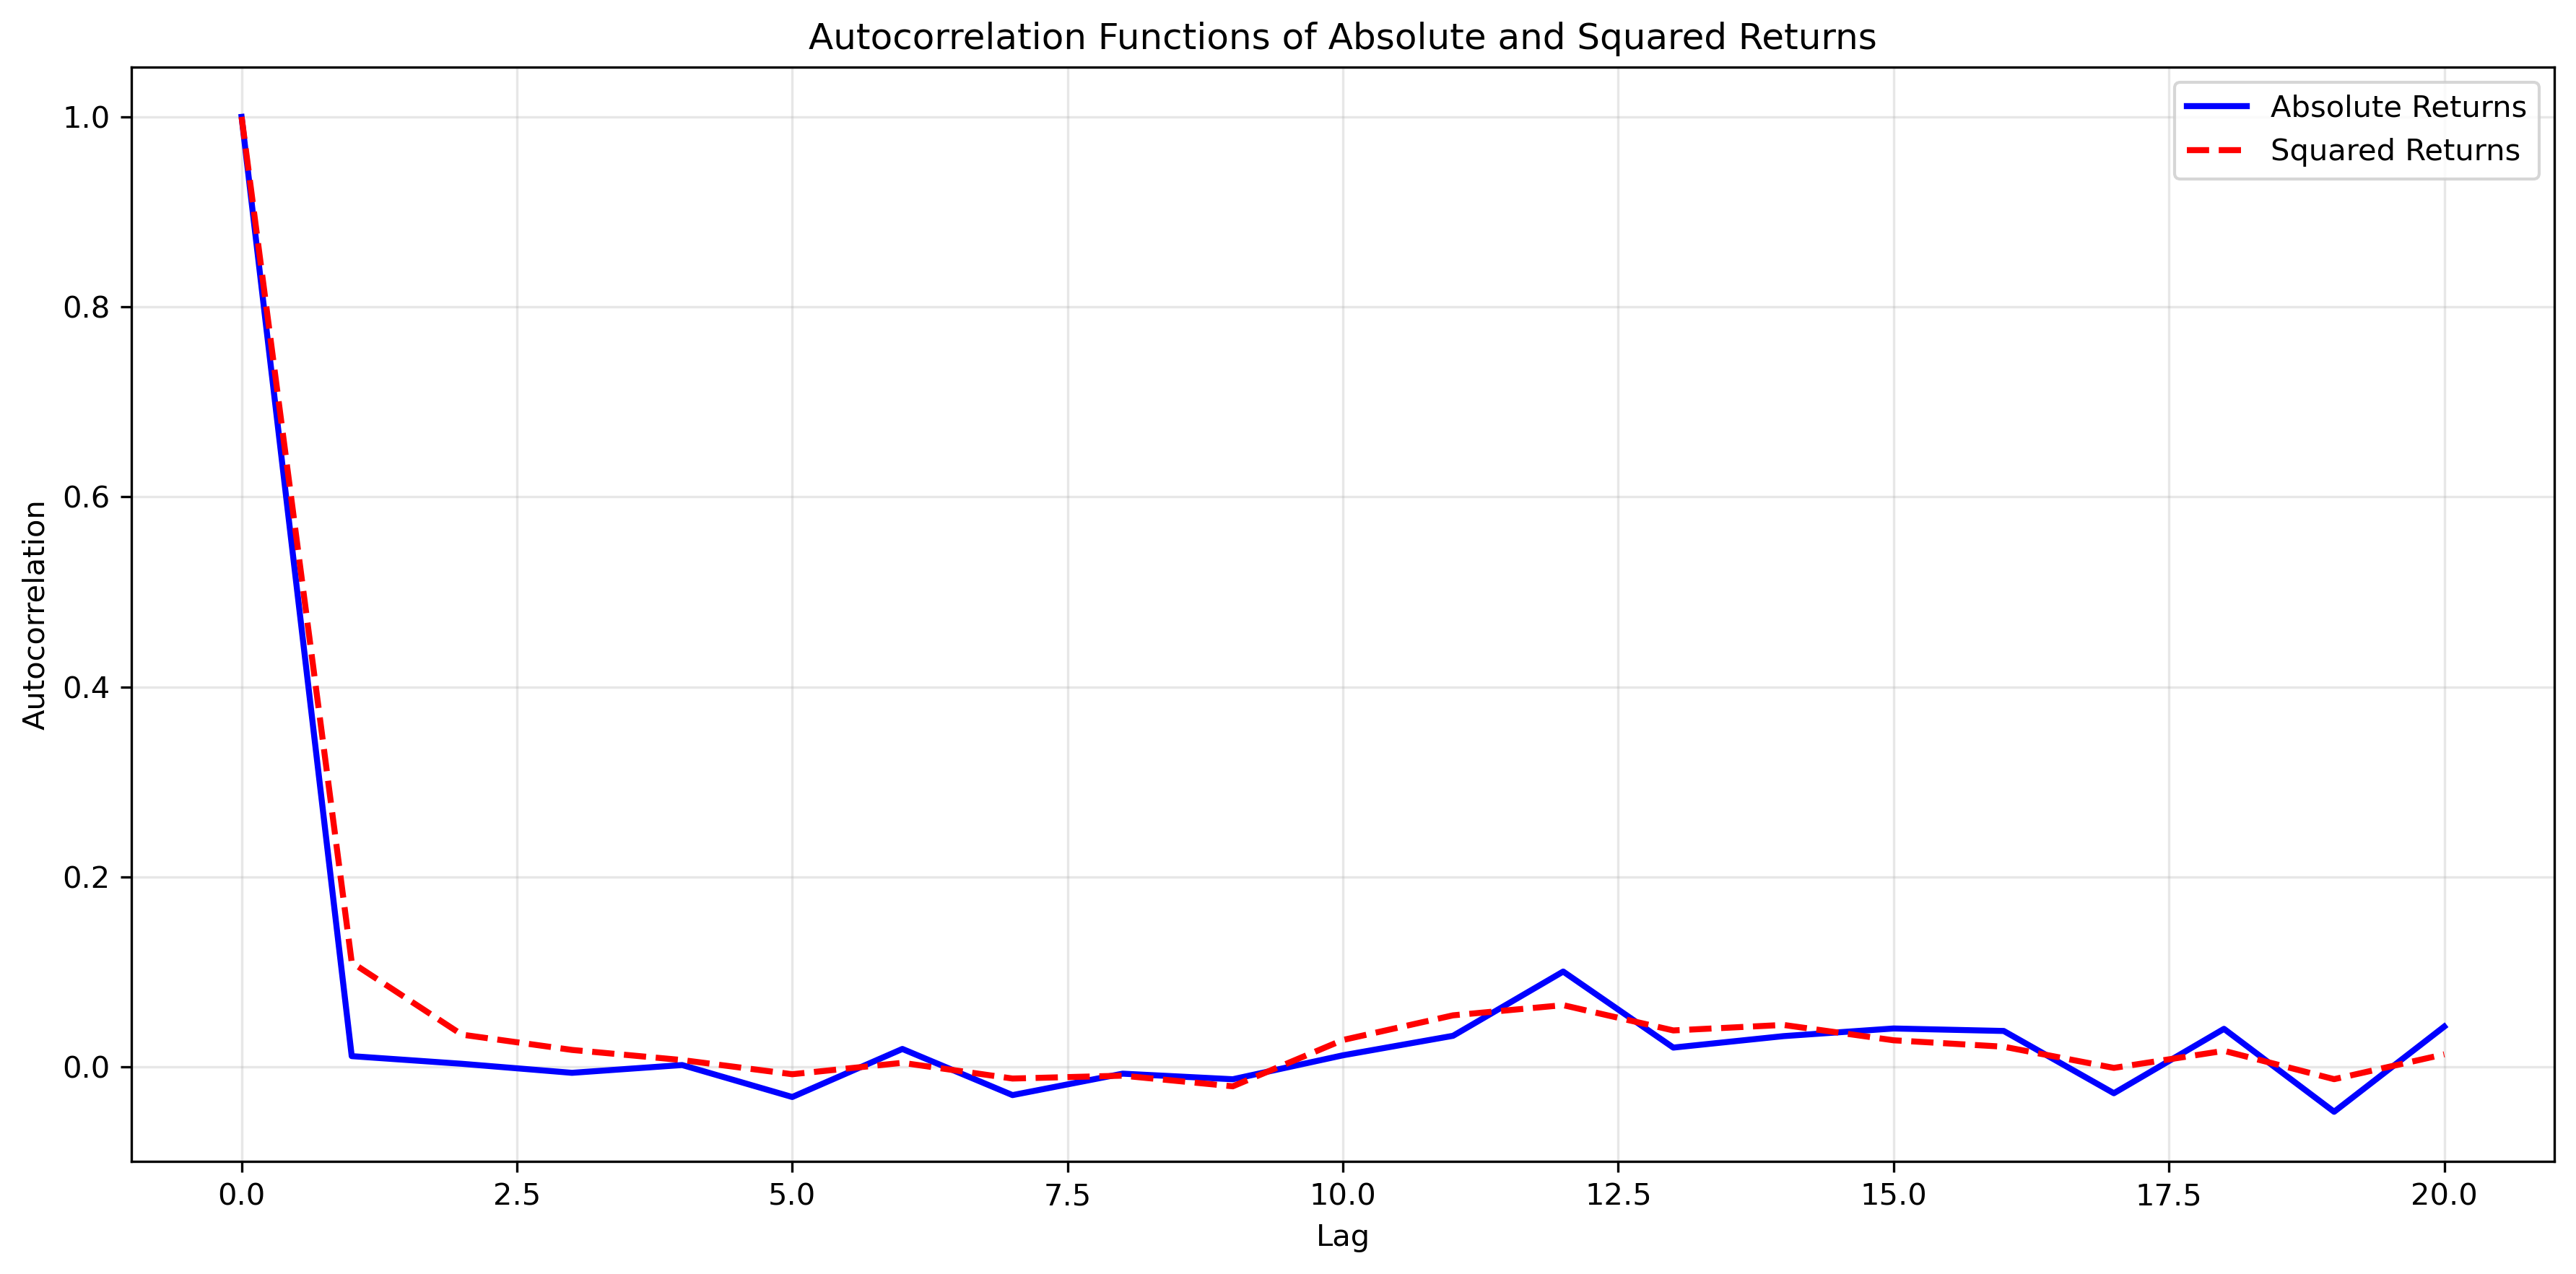 Autocorrelation Functions of Absolute and Squared Returns
Absolute Returns
Squared Returns
Autocorrelation
1.0
0.8
0.6
0.4
0.2
0.0
0.0 2.5 5.0 7.5 10.0 12.5 15.0 17.5 20.0
Lag